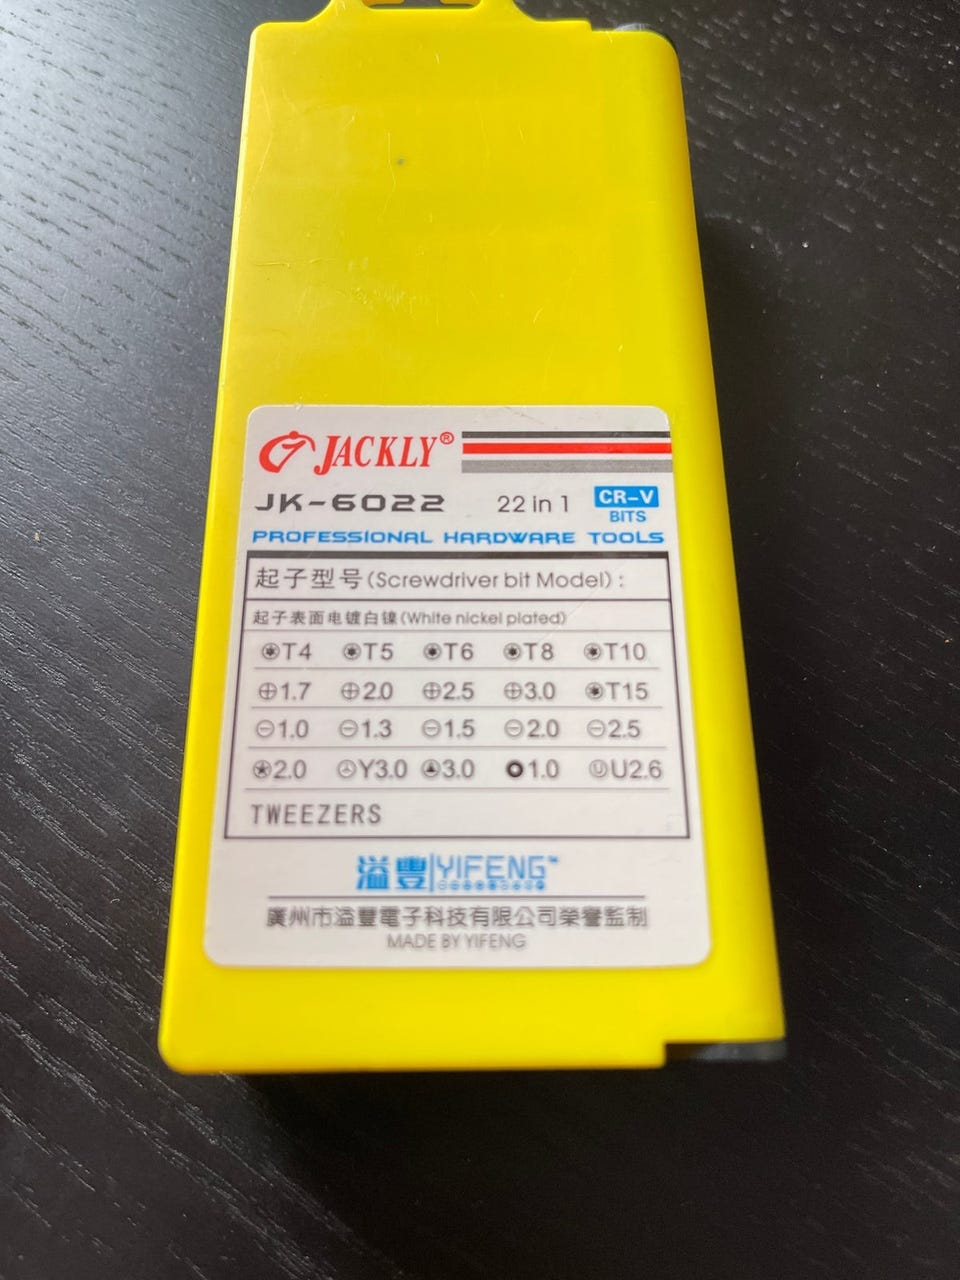 JACKLY®
JK-6022 22 in 1 CR-V
BITS
PROFESSIONAL HARDWARE TOOLS
起子型号(Screwdriver bit Model) :
起子表面电镀白镍(White nickel plated)
T4 T5 T6 T8 T10
⊕1.7 ⊕2.0 ⊕2.5 ⊕3.0 T15
⊖1.0 ⊖1.3 ⊖1.5 ⊖2.0 ⊖2.5
2.0 Y3.0 3.0 1.0 U2.6
TWEEZERS
溢豐 YIFENG™
廣州市溢豐電子科技有限公司榮譽監制
MADE BY YIFENG